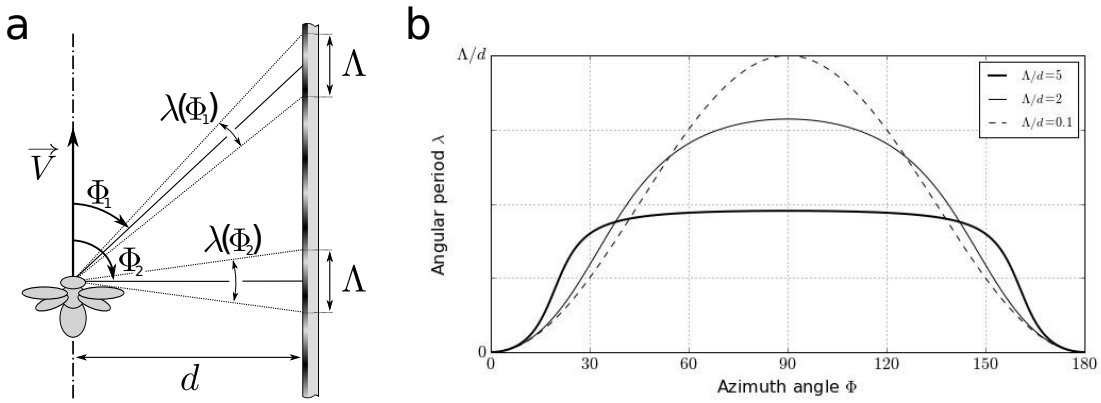 a
b
Λ
λ(Φ₁)
V
Φ₁
λ(Φ₂)
Φ₂
Λ
d
Λ/d
Λ/d=5
Λ/d=2
Λ/d=0.1
Angular period λ
0
0 30 60 90 120 150 180
Azimuth angle Φ